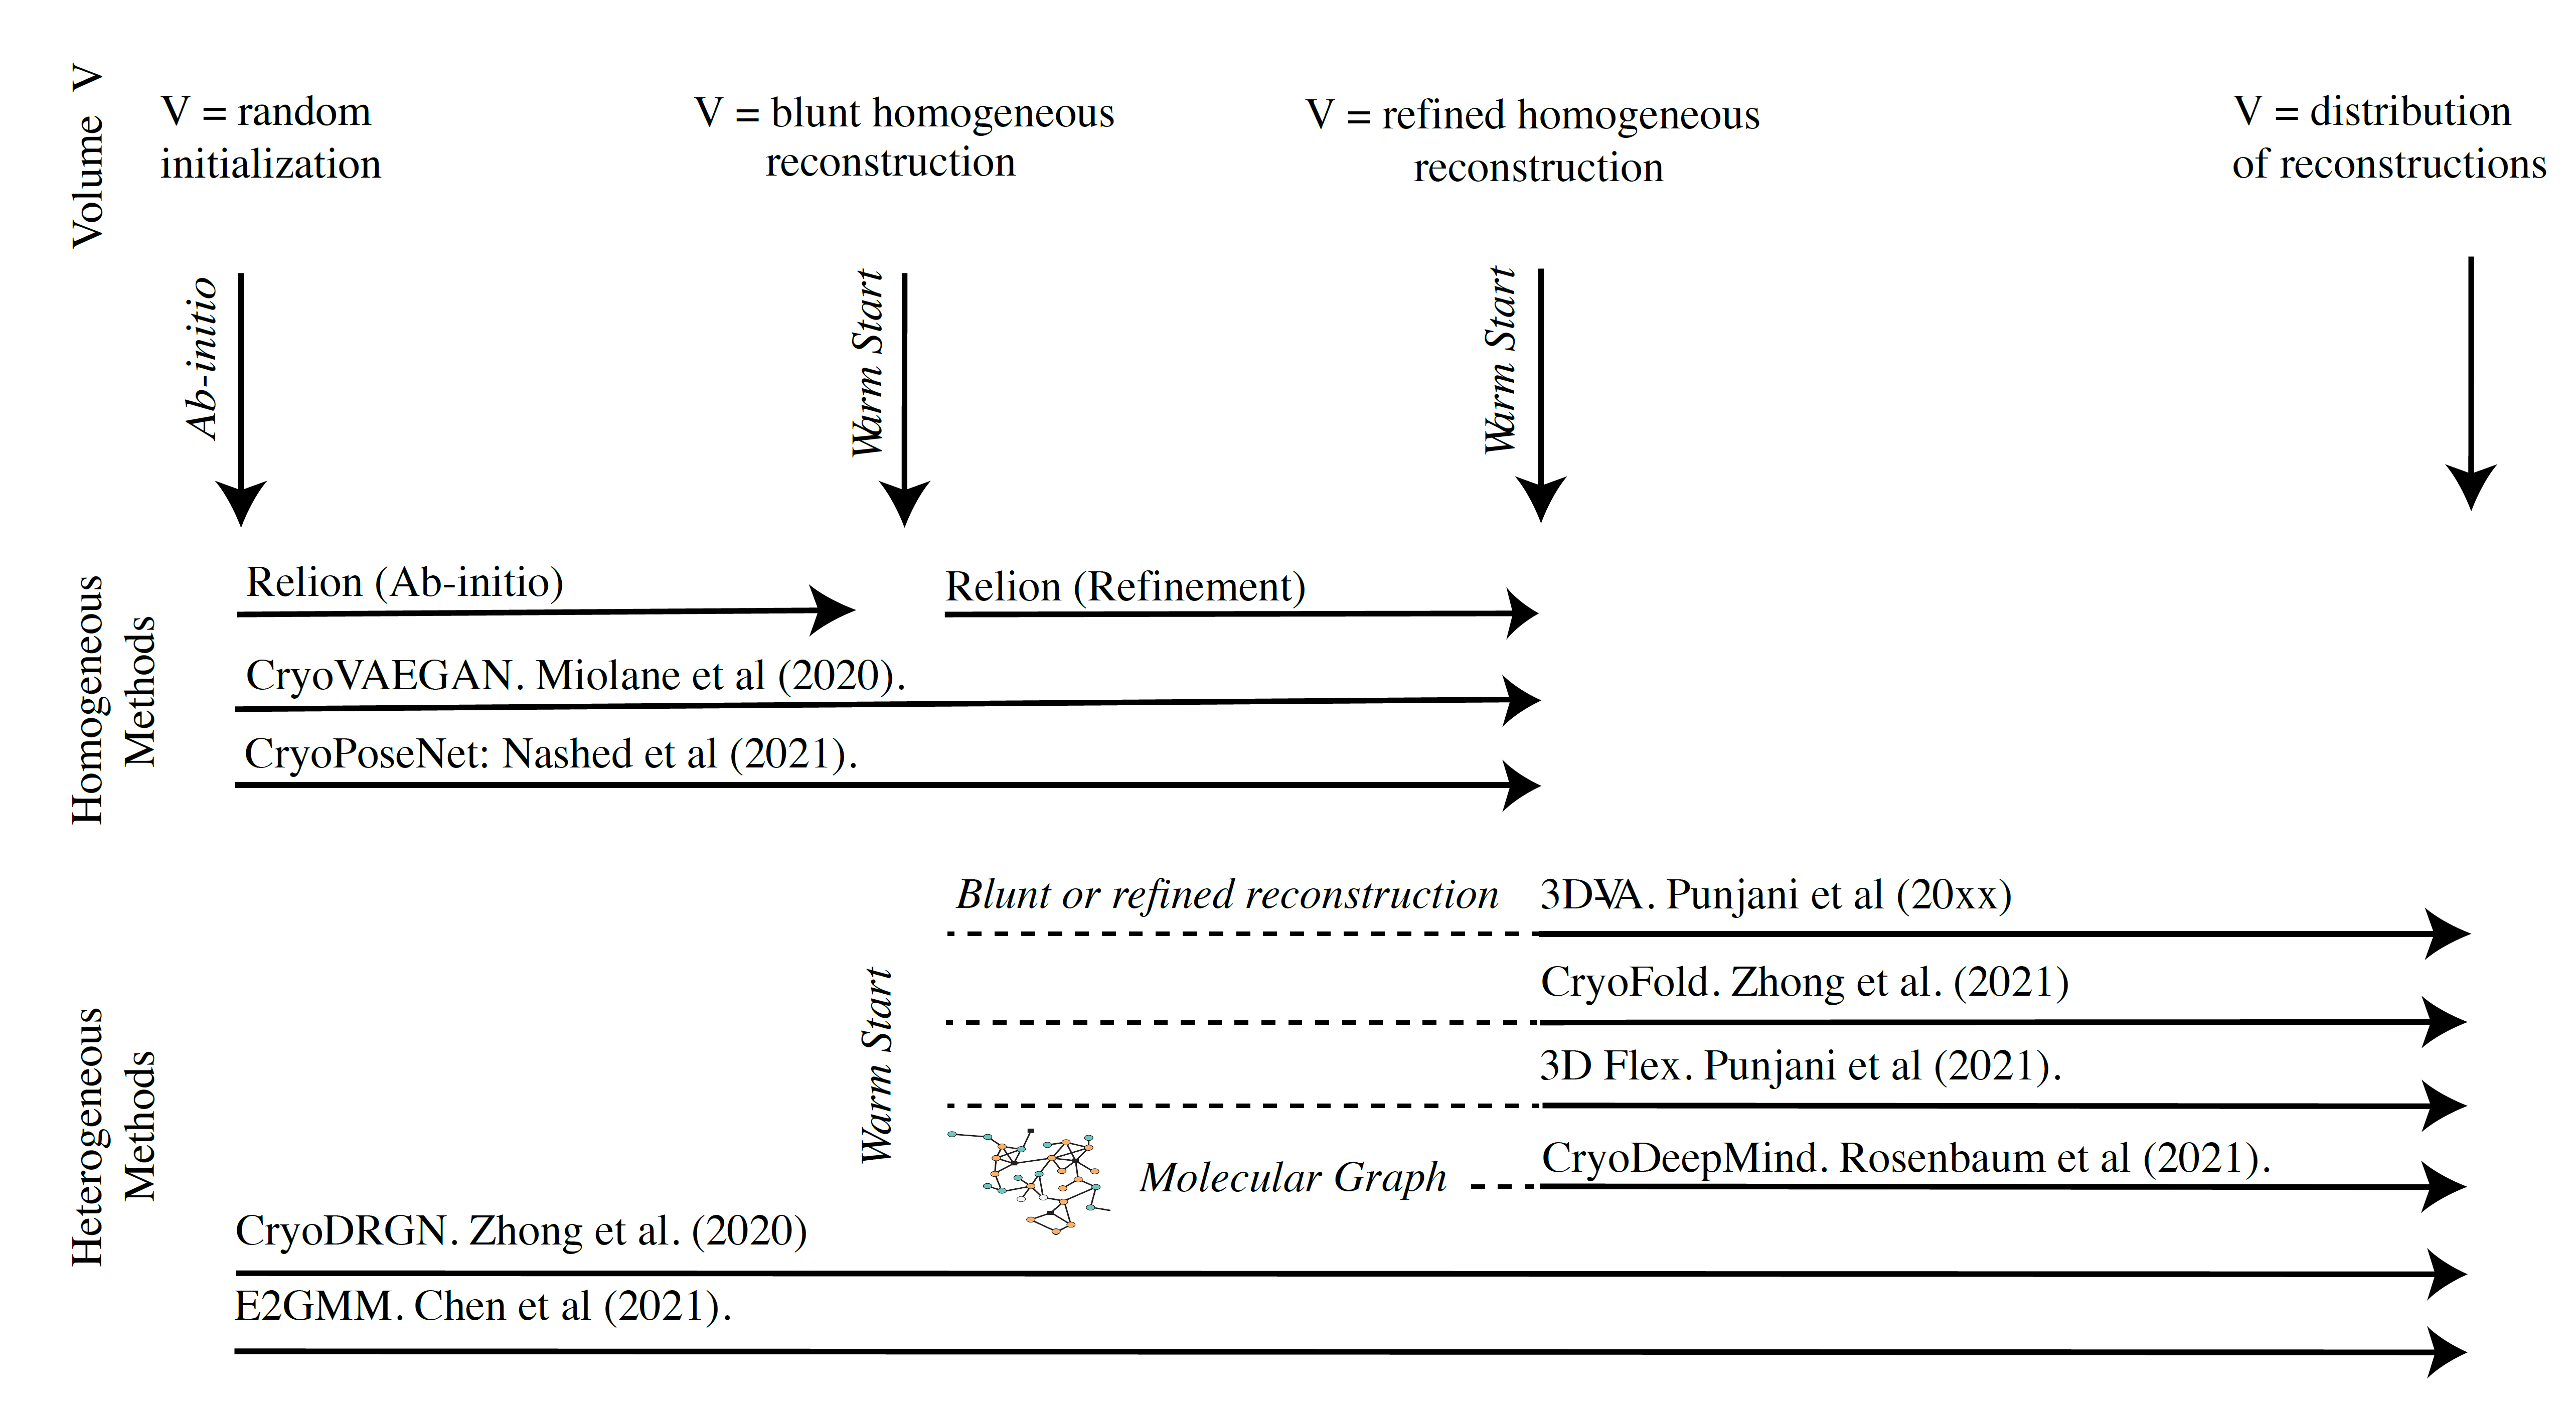 Volume V
V = random
initialization
V = blunt homogeneous
reconstruction
V = refined homogeneous
reconstruction
V = distribution
of reconstructions
Ab-initio
Warm Start
Warm Start
Homogeneous
Methods
Relion (Ab-initio)
Relion (Refinement)
CryoVAEGAN. Miolane et al (2020).
CryoPoseNet: Nashed et al (2021).
Heterogeneous
Methods
Warm Start
Blunt or refined reconstruction
3D-VA. Punjani et al (20xx)
CryoFold. Zhong et al. (2021)
3D Flex. Punjani et al (2021).
Molecular Graph
CryoDeepMind. Rosenbaum et al (2021).
CryoDRGN. Zhong et al. (2020)
E2GMM. Chen et al (2021).